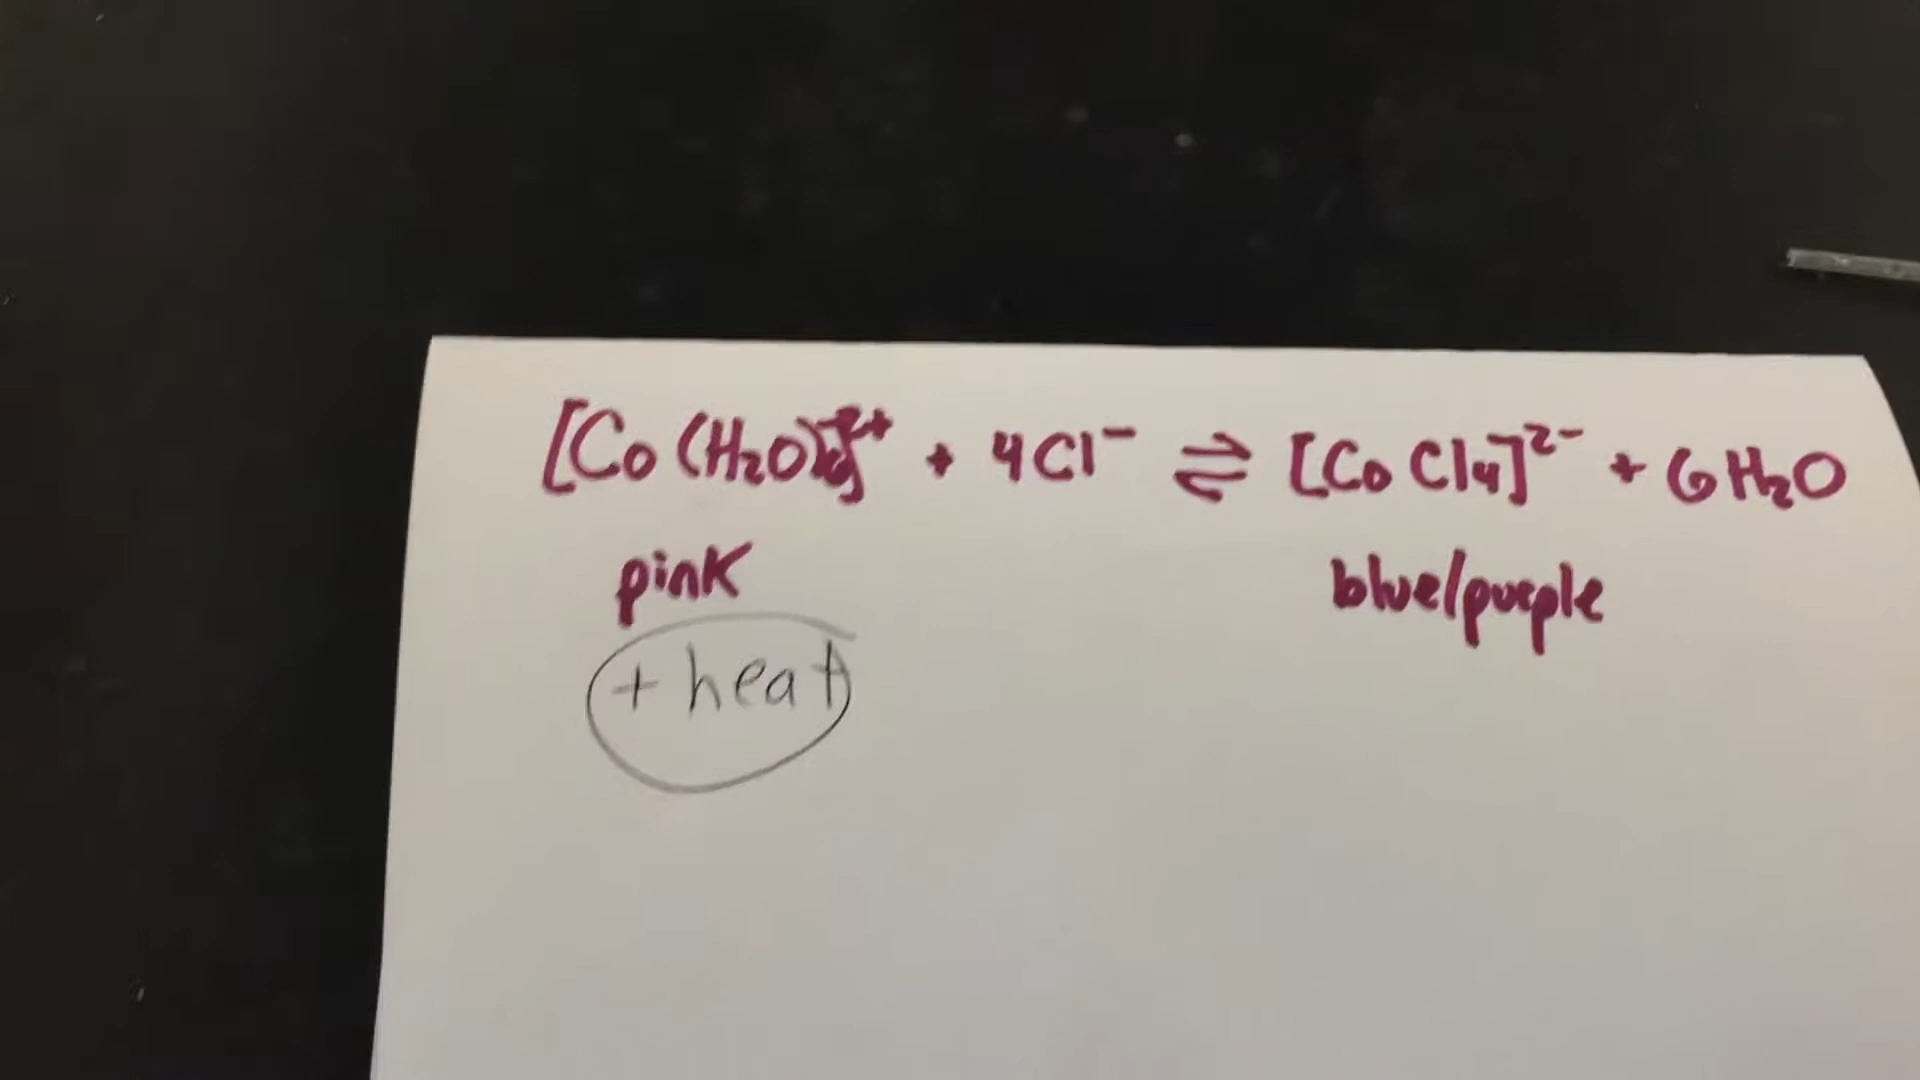 [Co(H₂O)₆]²⁺ + 4Cl⁻ ⇌ [CoCl₄]²⁻ + 6H₂O
pink blue/purple
+ heat